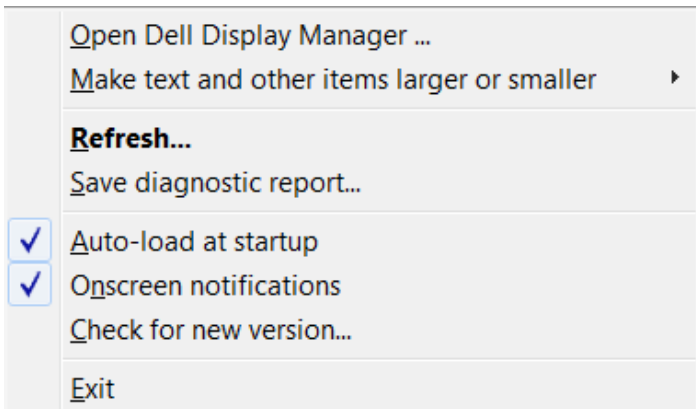 Open Dell Display Manager ...
Make text and other items larger or smaller
Refresh...
Save diagnostic report...
Auto-load at startup
Onscreen notifications
Check for new version...
Exit